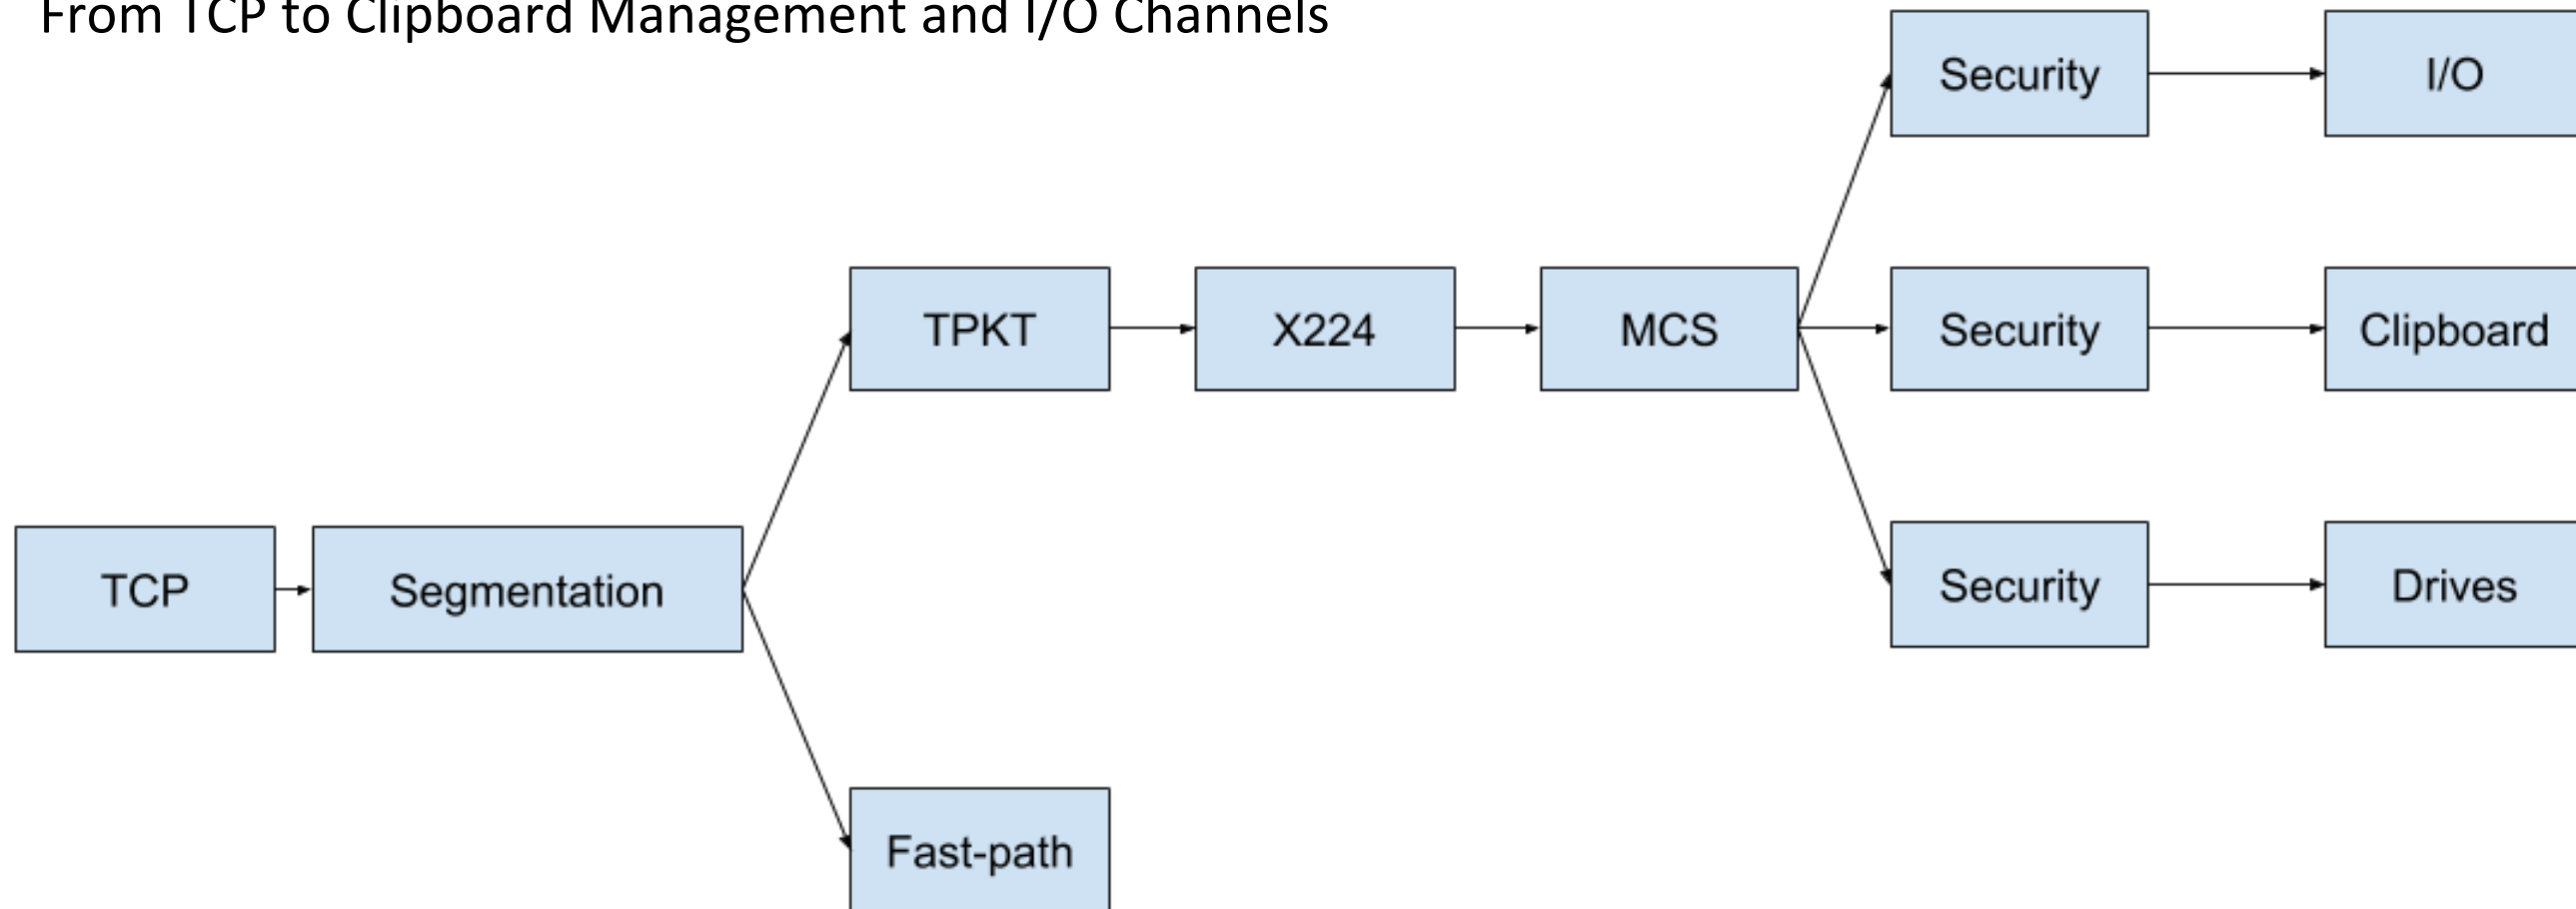 From TCP to Clipboard Management and I/O Channels
Security
I/O
TPKT
X224
MCS
Security
Clipboard
TCP
Segmentation
Security
Drives
Fast-path